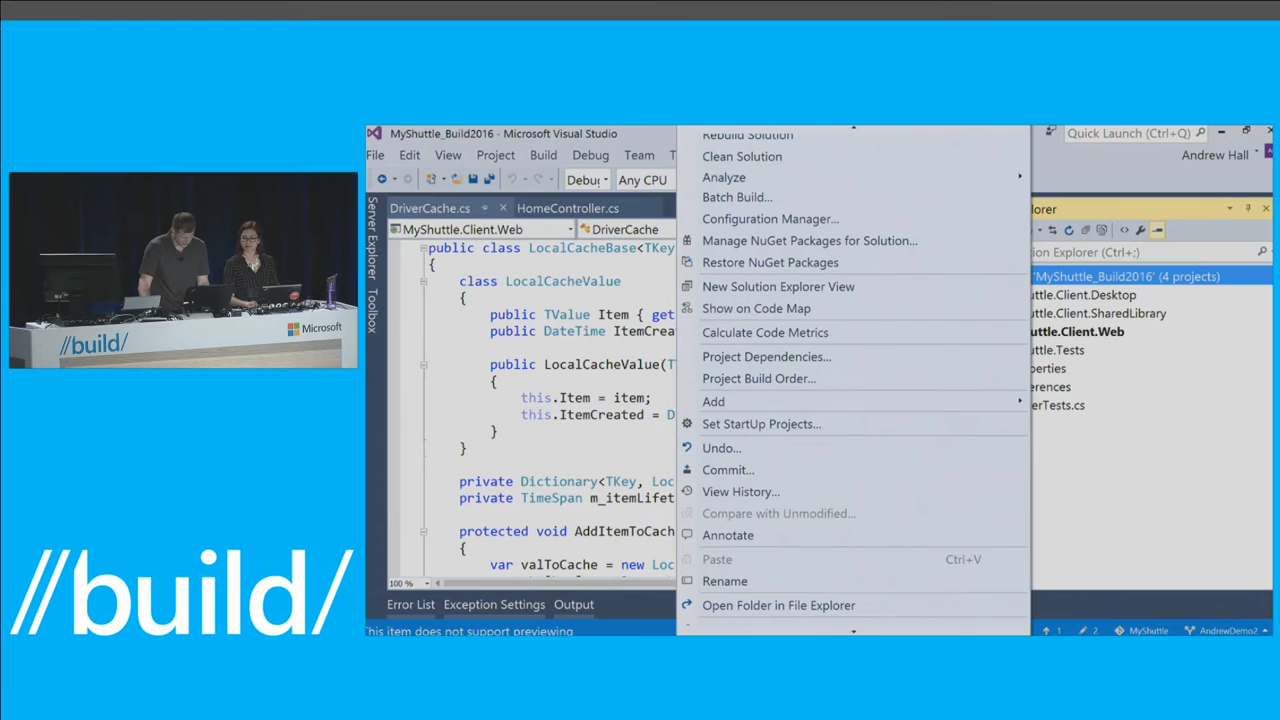 MyShuttle_Build2016 - Microsoft Visual Studio
Quick Launch (Ctrl+Q)
File Edit View Project Build Debug Team T
Andrew Hall
Debug Any CPU
Server Explorer
Toolbox
DriverCache.cs HomeController.cs
MyShuttle.Client.Web DriverCache
public class LocalCacheBase<TKey
{
class LocalCacheValue
{
public TValue Item { get
public DateTime ItemCrea
public LocalCacheValue(T
{
this.Item = item;
this.ItemCreated = D
}
}
private Dictionary<TKey, Loc
private TimeSpan m_itemLifet
protected void AddItemToCach
{
var valToCache = new Loc
100 %
Error List Exception Settings Output
This item does not support previewing
Rebuild Solution
Clean Solution
Analyze
Batch Build...
Configuration Manager...
Manage NuGet Packages for Solution...
Restore NuGet Packages
New Solution Explorer View
Show on Code Map
Calculate Code Metrics
Project Dependencies...
Project Build Order...
Add
Set StartUp Projects...
Undo...
Commit...
View History...
Compare with Unmodified...
Annotate
Paste Ctrl+V
Rename
Open Folder in File Explorer
lorer
Explorer (Ctrl+;)
'MyShuttle_Build2016' (4 projects)
ttle.Client.Desktop
ttle.Client.SharedLibrary
ttle.Client.Web
ttle.Tests
perties
erences
erTests.cs
1 2 MyShuttle AndrewDemo2
//build/
Microsoft
//build/